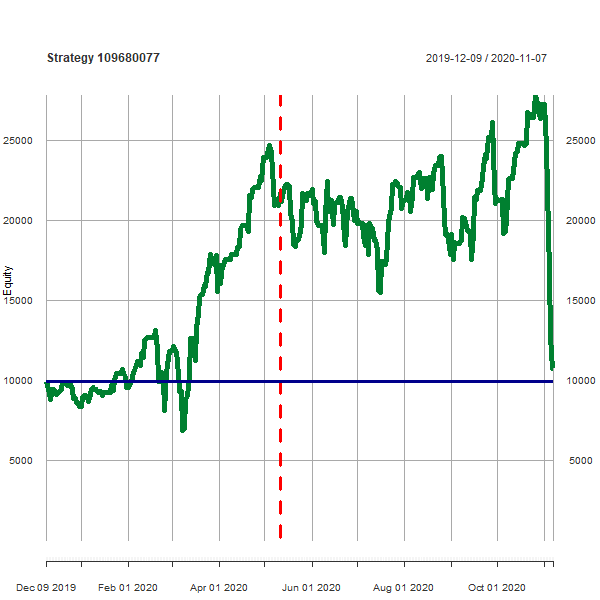 Strategy 109680077
2019-12-09 / 2020-11-07
25000
25000
20000
20000
Equity
15000
15000
10000
10000
5000
5000
Dec 09 2019
Feb 01 2020
Apr 01 2020
Jun 01 2020
Aug 01 2020
Oct 01 2020